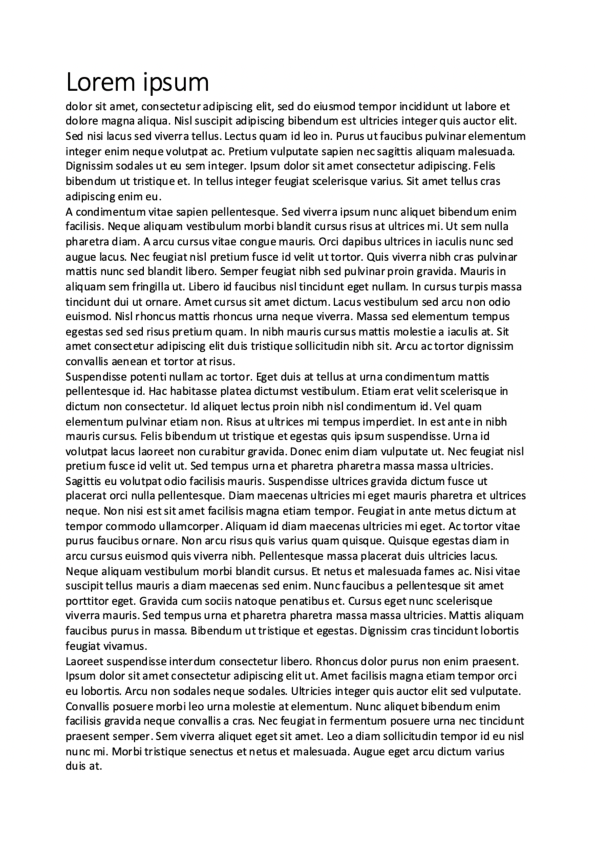 Lorem ipsum
dolor sit amet, consectetur adipiscing elit, sed do eiusmod tempor incididunt ut labore et
dolore magna aliqua. Nisl suscipit adipiscing bibendum est ultricies integer quis auctor elit.
Sed nisi lacus sed viverra tellus. Lectus quam id leo in. Purus ut faucibus pulvinar elementum
integer enim neque volutpat ac. Pretium vulputate sapien nec sagittis aliquam malesuada.
Dignissim sodales ut eu sem integer. Ipsum dolor sit amet consectetur adipiscing. Felis
bibendum ut tristique et. In tellus integer feugiat scelerisque varius. Sit amet tellus cras
adipiscing enim eu.
A condimentum vitae sapien pellentesque. Sed viverra ipsum nunc aliquet bibendum enim
facilisis. Neque aliquam vestibulum morbi blandit cursus risus at ultrices mi. Ut sem nulla
pharetra diam. A arcu cursus vitae congue mauris. Orci dapibus ultrices in iaculis nunc sed
augue lacus. Nec feugiat nisl pretium fusce id velit ut tortor. Quis viverra nibh cras pulvinar
mattis nunc sed blandit libero. Semper feugiat nibh sed pulvinar proin gravida. Mauris in
aliquam sem fringilla ut. Libero id faucibus nisl tincidunt eget nullam. In cursus turpis massa
tincidunt dui ut ornare. Amet cursus sit amet dictum. Lacus vestibulum sed arcu non odio
euismod. Nisl rhoncus mattis rhoncus urna neque viverra. Massa sed elementum tempus
egestas sed sed risus pretium quam. In nibh mauris cursus mattis molestie a iaculis at. Sit
amet consectetur adipiscing elit duis tristique sollicitudin nibh sit. Arcu ac tortor dignissim
convallis aenean et tortor at risus.
Suspendisse potenti nullam ac tortor. Eget duis at tellus at urna condimentum mattis
pellentesque id. Hac habitasse platea dictumst vestibulum. Etiam erat velit scelerisque in
dictum non consectetur. Id aliquet lectus proin nibh nisl condimentum id. Vel quam
elementum pulvinar etiam non. Risus at ultrices mi tempus imperdiet. In est ante in nibh
mauris cursus. Felis bibendum ut tristique et egestas quis ipsum suspendisse. Urna id
volutpat lacus laoreet non curabitur gravida. Donec enim diam vulputate ut. Nec feugiat nisl
pretium fusce id velit ut. Sed tempus urna et pharetra pharetra massa massa ultricies.
Sagittis eu volutpat odio facilisis mauris. Suspendisse ultrices gravida dictum fusce ut
placerat orci nulla pellentesque. Diam maecenas ultricies mi eget mauris pharetra et ultrices
neque. Non nisi est sit amet facilisis magna etiam tempor. Feugiat in ante metus dictum at
tempor commodo ullamcorper. Aliquam id diam maecenas ultricies mi eget. Ac tortor vitae
purus faucibus ornare. Non arcu risus quis varius quam quisque. Quisque egestas diam in
arcu cursus euismod quis viverra nibh. Pellentesque massa placerat duis ultricies lacus.
Neque aliquam vestibulum morbi blandit cursus. Et netus et malesuada fames ac. Nisi vitae
suscipit tellus mauris a diam maecenas sed enim. Nunc faucibus a pellentesque sit amet
porttitor eget. Gravida cum sociis natoque penatibus et. Cursus eget nunc scelerisque
viverra mauris. Sed tempus urna et pharetra pharetra massa massa ultricies. Mattis aliquam
faucibus purus in massa. Bibendum ut tristique et egestas. Dignissim cras tincidunt lobortis
feugiat vivamus.
Laoreet suspendisse interdum consectetur libero. Rhoncus dolor purus non enim praesent.
Ipsum dolor sit amet consectetur adipiscing elit ut. Amet facilisis magna etiam tempor orci
eu lobortis. Arcu non sodales neque sodales. Ultricies integer quis auctor elit sed vulputate.
Convallis posuere morbi leo urna molestie at elementum. Nunc aliquet bibendum enim
facilisis gravida neque convallis a cras. Nec feugiat in fermentum posuere urna nec tincidunt
praesent semper. Sem viverra aliquet eget sit amet. Leo a diam sollicitudin tempor id eu nisl
nunc mi. Morbi tristique senectus et netus et malesuada. Augue eget arcu dictum varius
duis at.